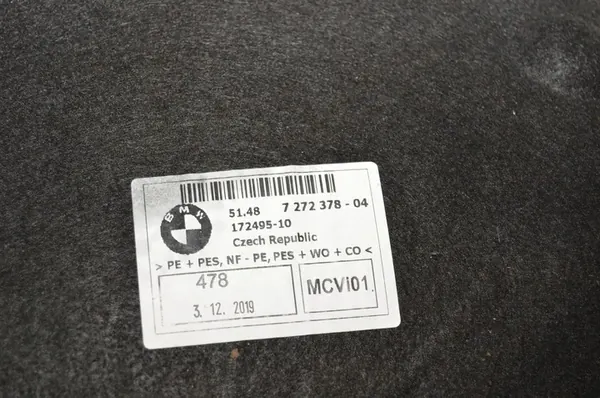 BMW
51.48 7 272 378 - 04
172495-10
Czech Republic
> PE + PES, NF - PE, PES + WO + CO <
478
3. 12. 2019
MCVi01